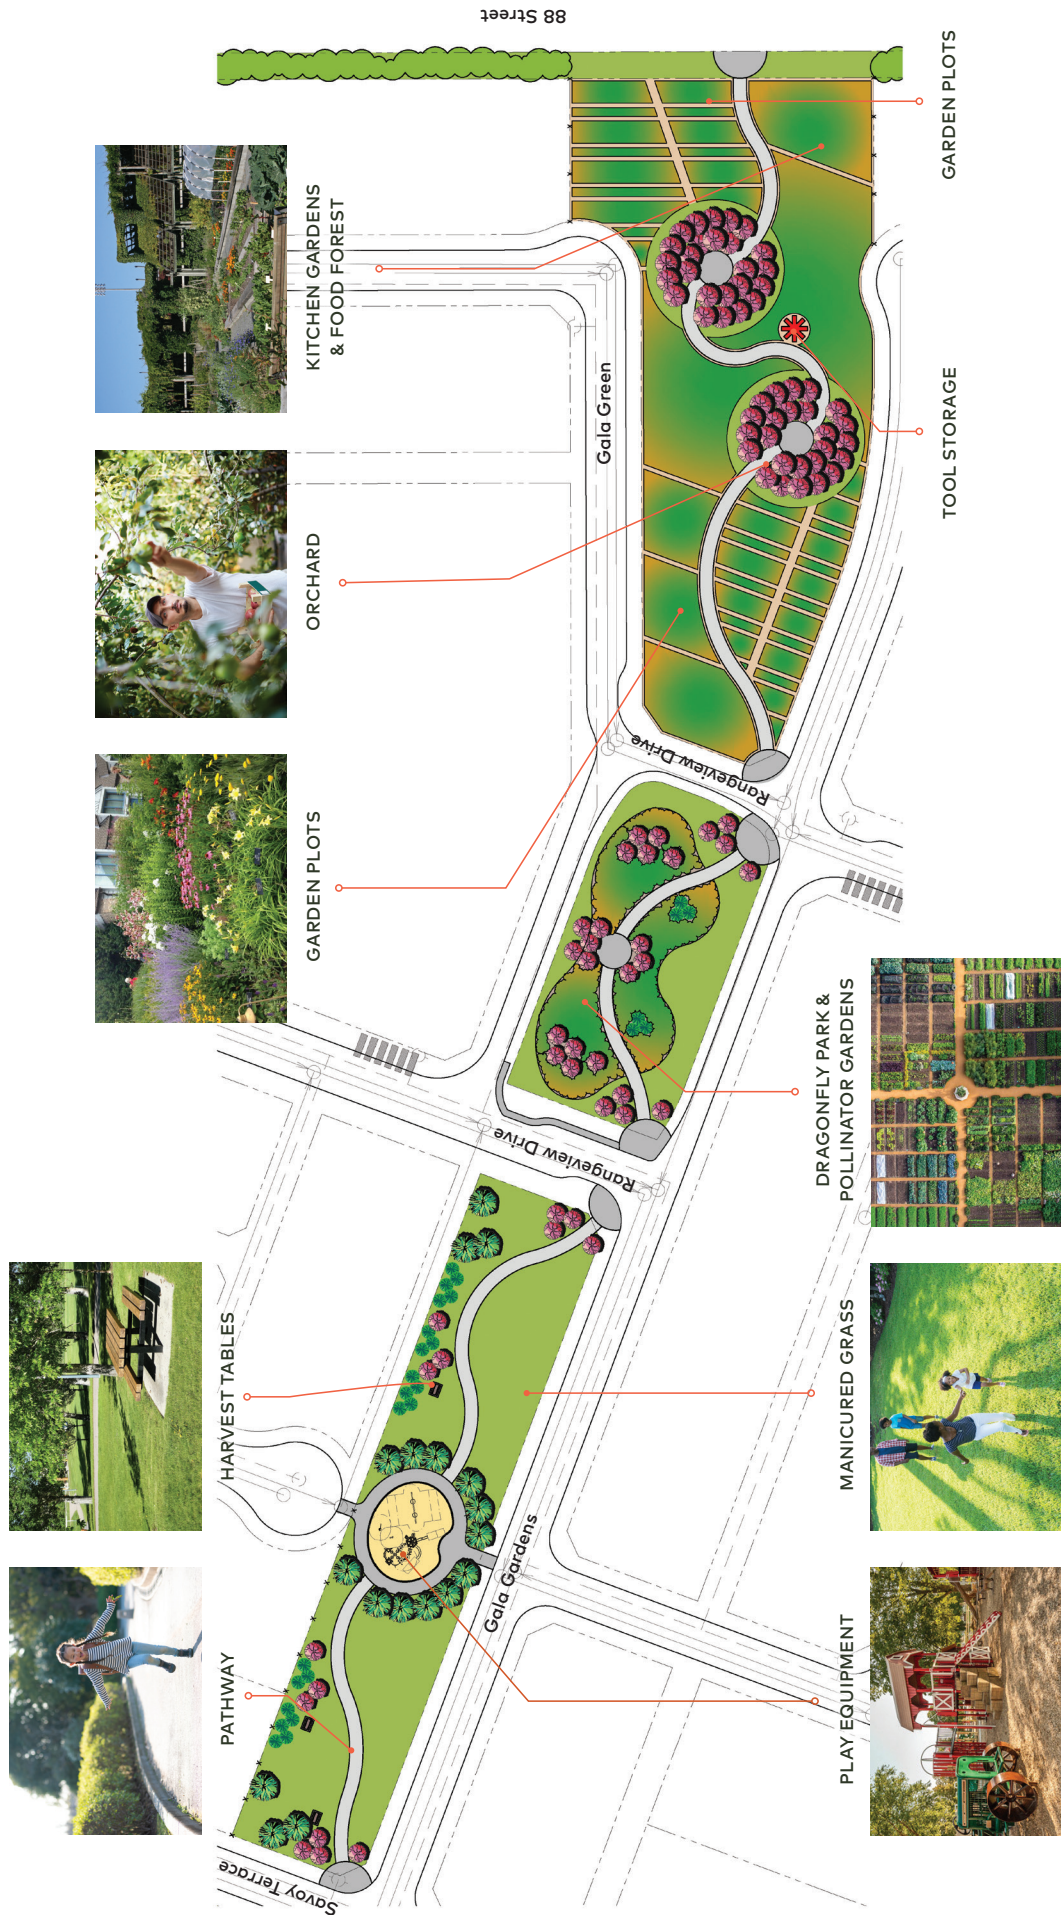 PATHWAY
HARVEST TABLES
GARDEN PLOTS
ORCHARD
KITCHEN GARDENS
& FOOD FOREST
Savoy Terrace
Gala Gardens
Rangeview Drive
Rangeview Drive
Gala Green
88 Street
PLAY EQUIPMENT
MANICURED GRASS
DRAGONFLY PARK &
POLLINATOR GARDENS
TOOL STORAGE
GARDEN PLOTS